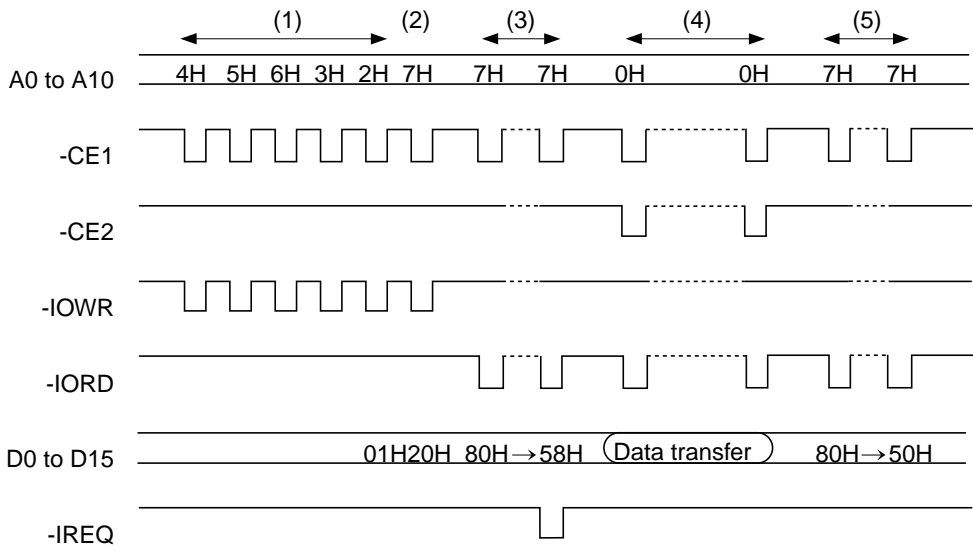 (1) (2) (3) (4) (5)
A0 to A10 4H 5H 6H 3H 2H 7H 7H 7H 0H 0H 7H 7H
-CE1
-CE2
-IOWR
-IORD
D0 to D15 01H20H 80H→58H Data transfer 80H→50H
-IREQ